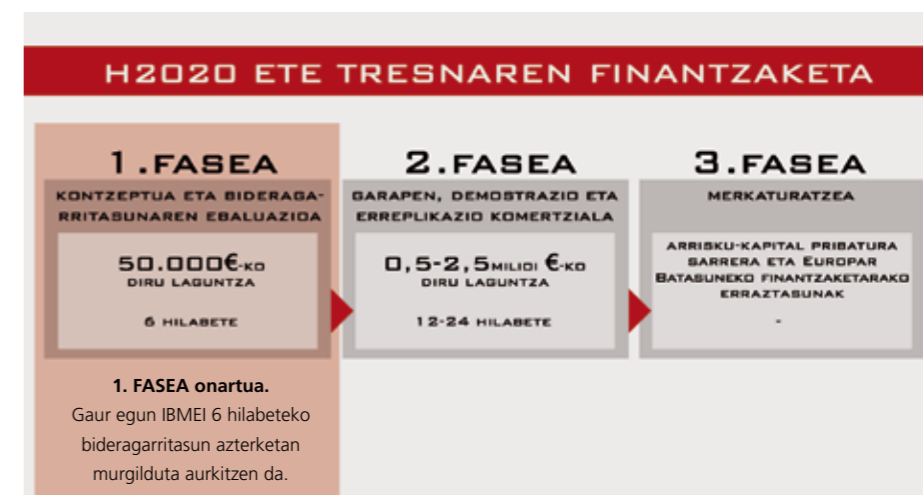 H2020 ETE TRESNAREN FINANTZAKETA
1.FASEA
KONTZEPTUA ETA BIDERAGA-
RRITASUNAREN EBALUAZIOA
50.000€-KO
DIRU LAGUNTZA
6 HILABETE
1. FASEA onartua.
Gaur egun IBMEI 6 hilabeteko
bideragarritasun azterketan
murgilduta aurkitzen da.
2.FASEA
GARAPEN, DEMOSTRAZIO ETA
ERREPLIKAZIO KOMERTZIALA
0,5-2,5MILIOI €-KO
DIRU LAGUNTZA
12-24 HILABETE
3.FASEA
MERKATURATZEA
ARRISKU-KAPITAL PRIBATURA
SARRERA ETA EUROPAR
BATASUNEKO FINANTZAKETARAKO
ERRAZTASUNAK
-